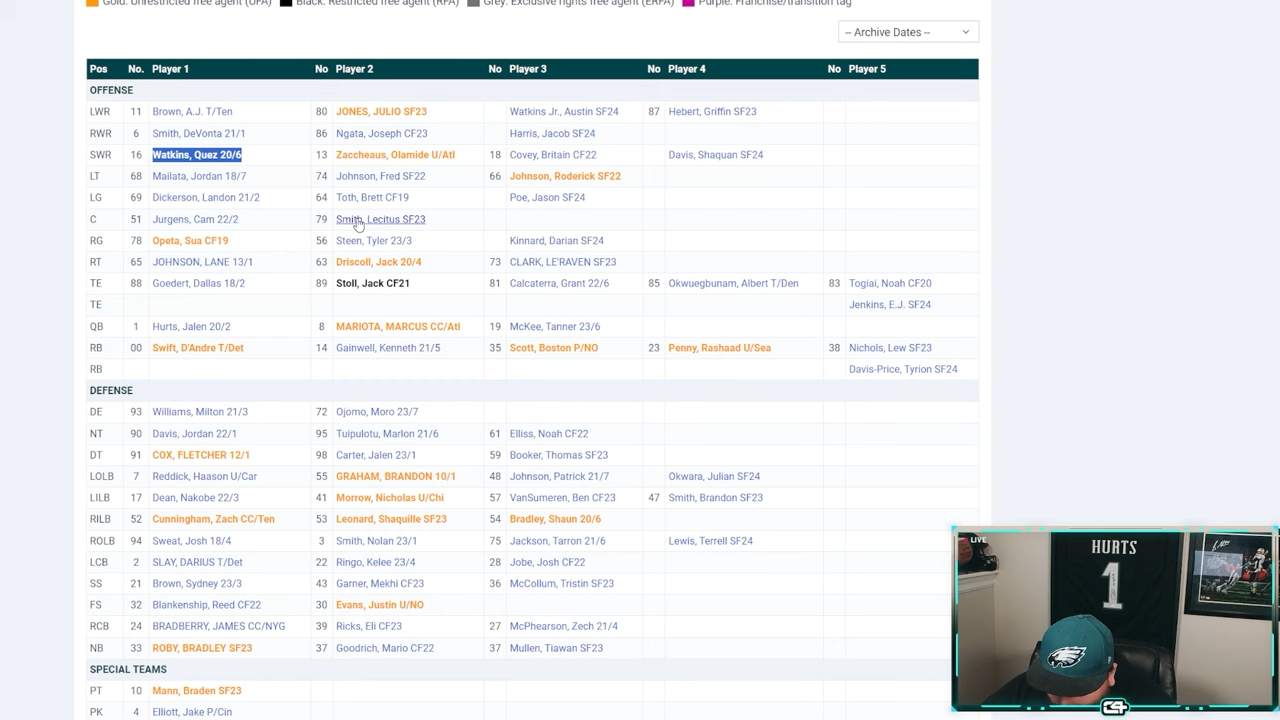 Gold: Unrestricted free agent (UFA) Black: Restricted free agent (RFA) Grey: Exclusive rights free agent (ERFA) Purple: Franchise/transition tag
-- Archive Dates --
Pos No. Player 1 No Player 2 No Player 3 No Player 4 No Player 5
OFFENSE
LWR 11 Brown, A.J. T/Ten 80 JONES, JULIO SF23 Watkins Jr., Austin SF24 87 Hebert, Griffin SF23
RWR 6 Smith, DeVonta 21/1 86 Ngata, Joseph CF23 Harris, Jacob SF24
SWR 16 Watkins, Quez 20/6 13 Zaccheaus, Olamide U/Atl 18 Covey, Britain CF22 Davis, Shaquan SF24
LT 68 Mailata, Jordan 18/7 74 Johnson, Fred SF22 66 Johnson, Roderick SF22
LG 69 Dickerson, Landon 21/2 64 Toth, Brett CF19 Poe, Jason SF24
C 51 Jurgens, Cam 22/2 79 Smith, Lecitus SF23
RG 78 Opeta, Sua CF19 56 Steen, Tyler 23/3 Kinnard, Darian SF24
RT 65 JOHNSON, LANE 13/1 63 Driscoll, Jack 20/4 73 CLARK, LE'RAVEN SF23
TE 88 Goedert, Dallas 18/2 89 Stoll, Jack CF21 81 Calcaterra, Grant 22/6 85 Okwuegbunam, Albert T/Den 83 Togiai, Noah CF20
TE Jenkins, E.J. SF24
QB 1 Hurts, Jalen 20/2 8 MARIOTA, MARCUS CC/Atl 19 McKee, Tanner 23/6
RB 00 Swift, D'Andre T/Det 14 Gainwell, Kenneth 21/5 35 Scott, Boston P/NO 23 Penny, Rashaad U/Sea 38 Nichols, Lew SF23
RB Davis-Price, Tyrion SF24
DEFENSE
DE 93 Williams, Milton 21/3 72 Ojomo, Moro 23/7
NT 90 Davis, Jordan 22/1 95 Tuipulotu, Marlon 21/6 61 Elliss, Noah CF22
DT 91 COX, FLETCHER 12/1 98 Carter, Jalen 23/1 59 Booker, Thomas SF23
LOLB 7 Reddick, Haason U/Car 55 GRAHAM, BRANDON 10/1 48 Johnson, Patrick 21/7 Okwara, Julian SF24
LILB 17 Dean, Nakobe 22/3 41 Morrow, Nicholas U/Chi 57 VanSumeren, Ben CF23 47 Smith, Brandon SF23
RILB 52 Cunningham, Zach CC/Ten 53 Leonard, Shaquille SF23 54 Bradley, Shaun 20/6
ROLB 94 Sweat, Josh 18/4 3 Smith, Nolan 23/1 75 Jackson, Tarron 21/6 Lewis, Terrell SF24
LCB 2 SLAY, DARIUS T/Det 22 Ringo, Kelee 23/4 28 Jobe, Josh CF22
SS 21 Brown, Sydney 23/3 43 Garner, Mekhi CF23 36 McCollum, Tristin SF23
FS 32 Blankenship, Reed CF22 30 Evans, Justin U/NO
RCB 24 BRADBERRY, JAMES CC/NYG 39 Ricks, Eli CF23 27 McPhearson, Zech 21/4
NB 33 ROBY, BRADLEY SF23 37 Goodrich, Mario CF22 37 Mullen, Tiawan SF23
SPECIAL TEAMS
PT 10 Mann, Braden SF23
PK 4 Elliott, Jake P/Cin
LIVE
HURTS
1